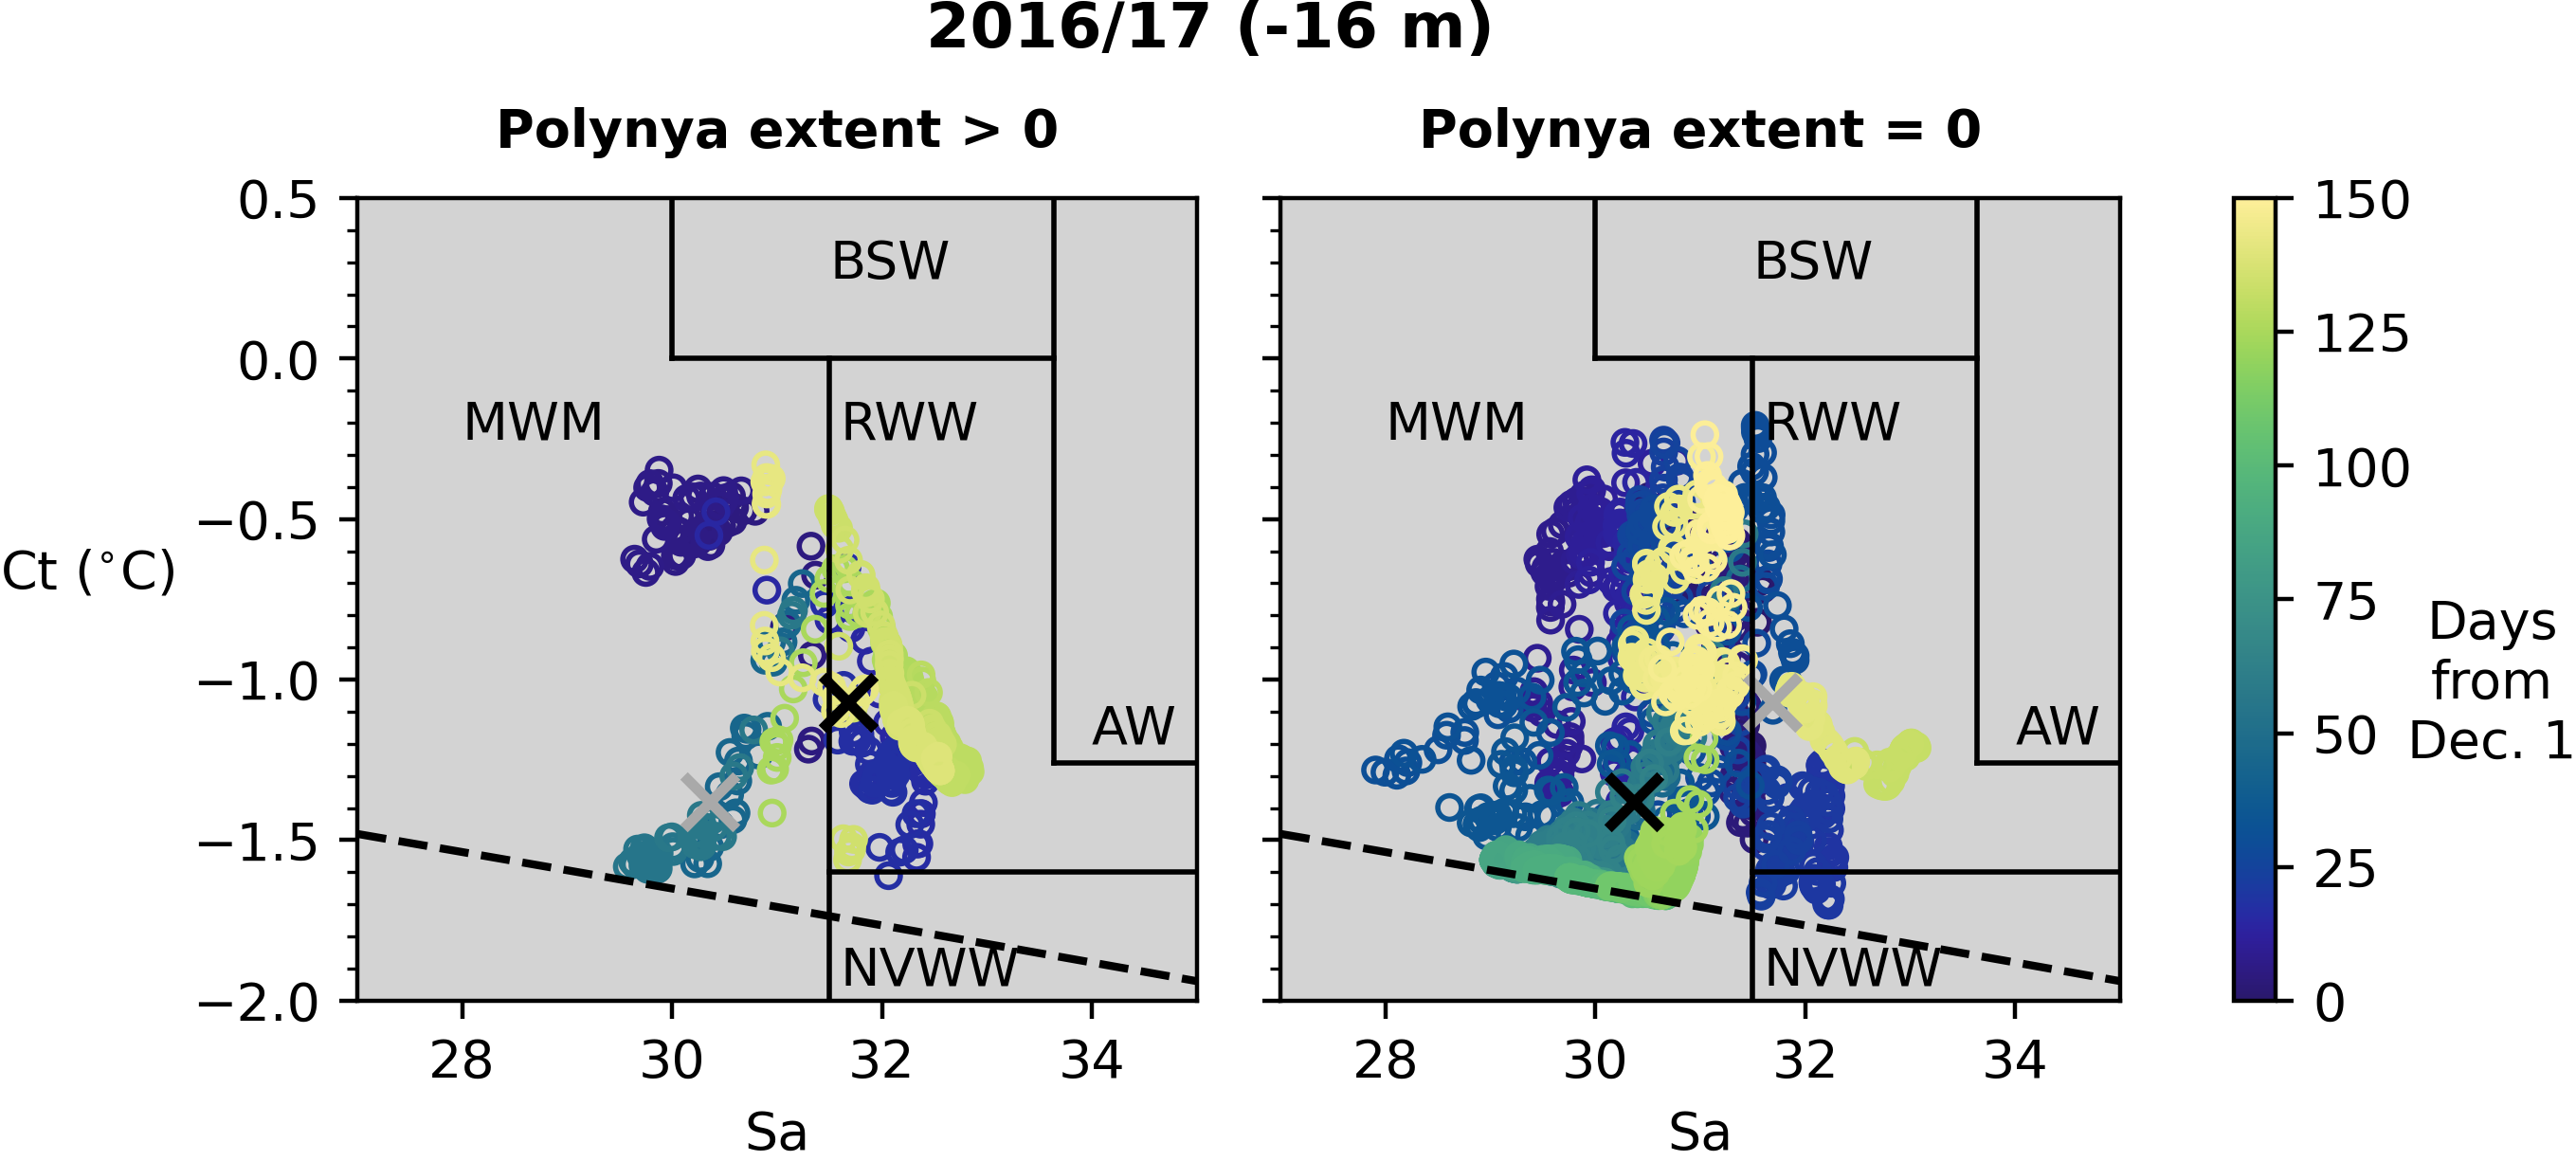 2016/17 (-16 m)
Polynya extent > 0
Polynya extent = 0
0.5
0.0
−0.5
−1.0
−1.5
−2.0
Ct (°C)
BSW
MWM
RWW
AW
NVWW
28
30
32
34
Sa
BSW
MWM
RWW
AW
NVWW
28
30
32
34
Sa
150
125
100
75
50
25
0
Days
from
Dec. 1